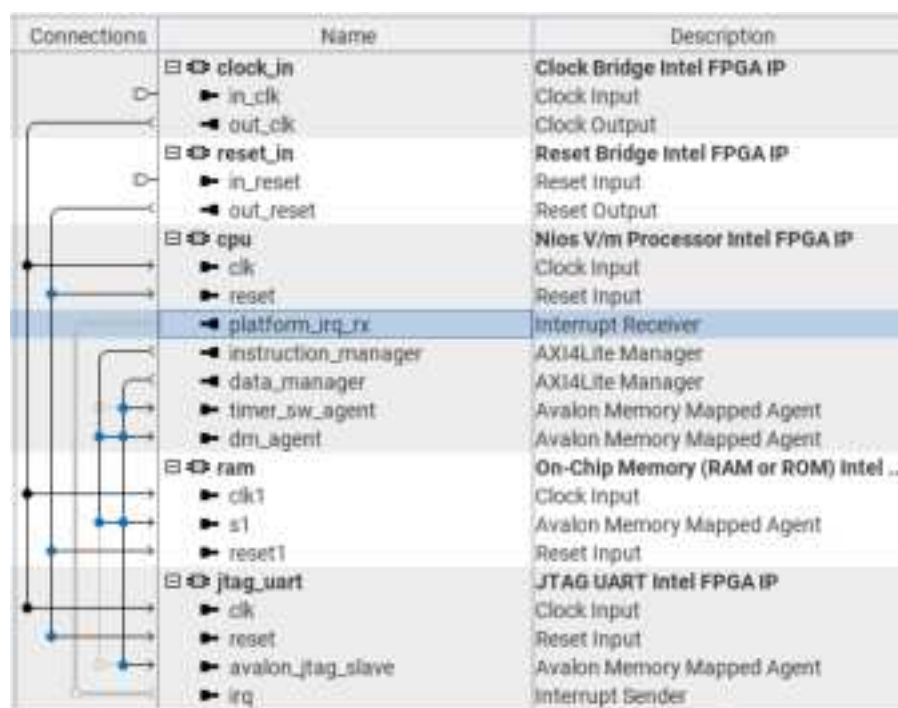 Connections Name Description
clock_in Clock Bridge Intel FPGA IP
in_clk Clock Input
out_clk Clock Output
reset_in Reset Bridge Intel FPGA IP
in_reset Reset Input
out_reset Reset Output
cpu Nios V/m Processor Intel FPGA IP
clk Clock Input
reset Reset Input
platform_irq_rx Interrupt Receiver
instruction_manager AXI4Lite Manager
data_manager AXI4Lite Manager
timer_sw_agent Avalon Memory Mapped Agent
dm_agent Avalon Memory Mapped Agent
ram On-Chip Memory (RAM or ROM) Intel ...
clk1 Clock Input
s1 Avalon Memory Mapped Agent
reset1 Reset Input
jtag_uart JTAG UART Intel FPGA IP
clk Clock Input
reset Reset Input
avalon_jtag_slave Avalon Memory Mapped Agent
irq Interrupt Sender